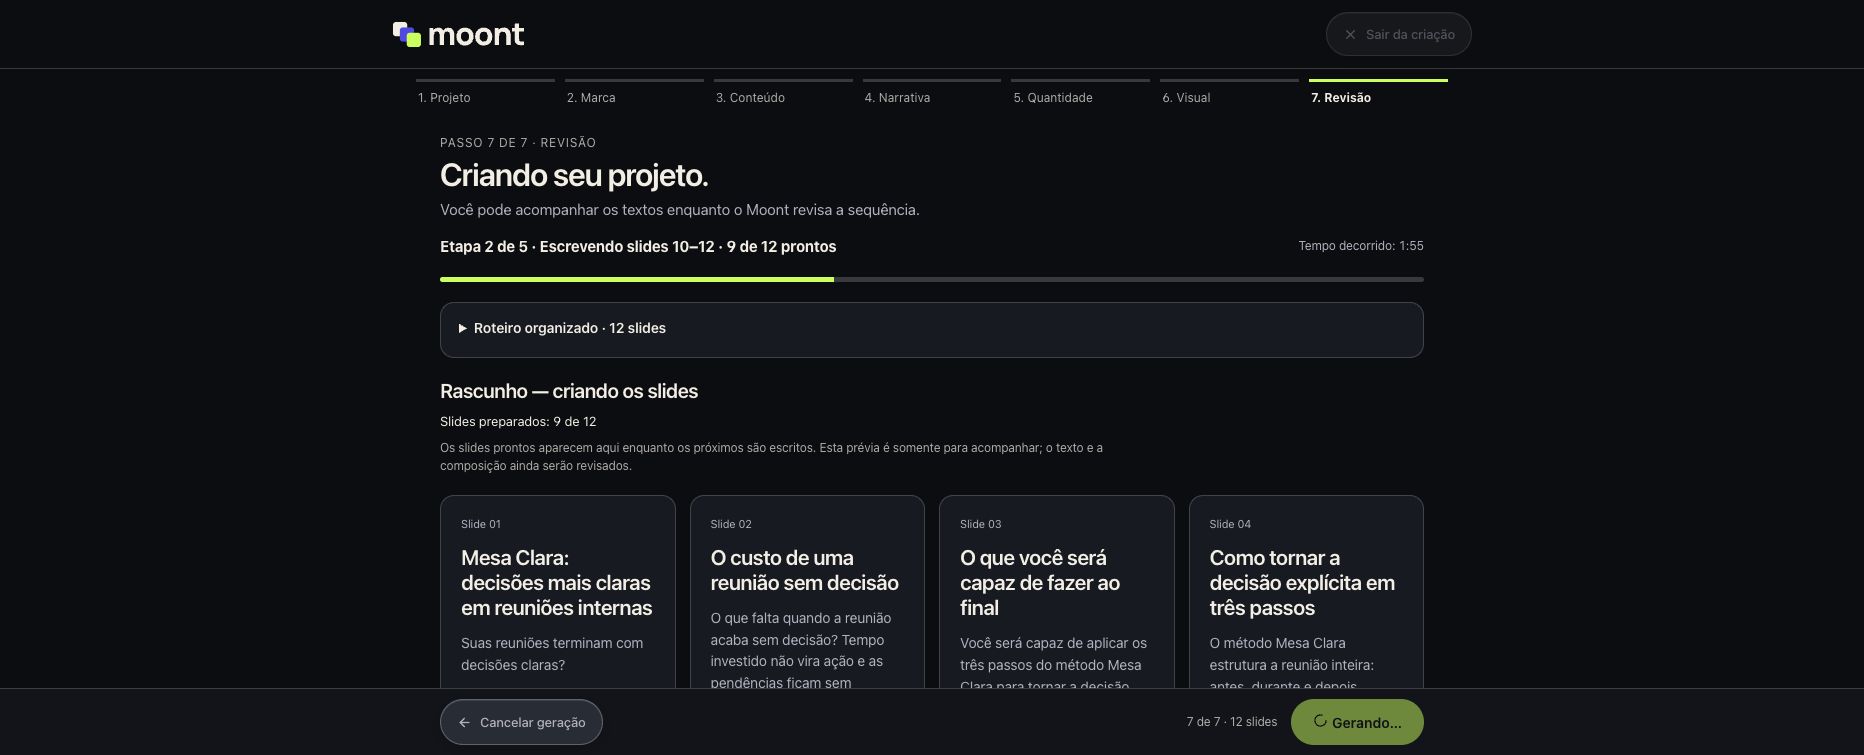 moont
Sair da criação
1. Projeto
2. Marca
3. Conteúdo
4. Narrativa
5. Quantidade
6. Visual
7. Revisão
PASSO 7 DE 7 · REVISÃO
Criando seu projeto.
Você pode acompanhar os textos enquanto o Moont revisa a sequência.
Etapa 2 de 5 · Escrevendo slides 10–12 · 9 de 12 prontos
Tempo decorrido: 1:55
Roteiro organizado · 12 slides
Rascunho — criando os slides
Slides preparados: 9 de 12
Os slides prontos aparecem aqui enquanto os próximos são escritos. Esta prévia é somente para acompanhar; o texto e a
composição ainda serão revisados.
Slide 01
Mesa Clara:
decisões mais claras
em reuniões internas
Suas reuniões terminam com
decisões claras?
Slide 02
O custo de uma
reunião sem decisão
O que falta quando a reunião
acaba sem decisão? Tempo
investido não vira ação e as
pendências ficam sem
Slide 03
O que você será
capaz de fazer ao
final
Você será capaz de aplicar os
três passos do método Mesa
Clara para tornar a decisão
Slide 04
Como tornar a
decisão explícita em
três passos
O método Mesa Clara
estrutura a reunião inteira:
antes, durante e depois
Cancelar geração
7 de 7 · 12 slides
Gerando...